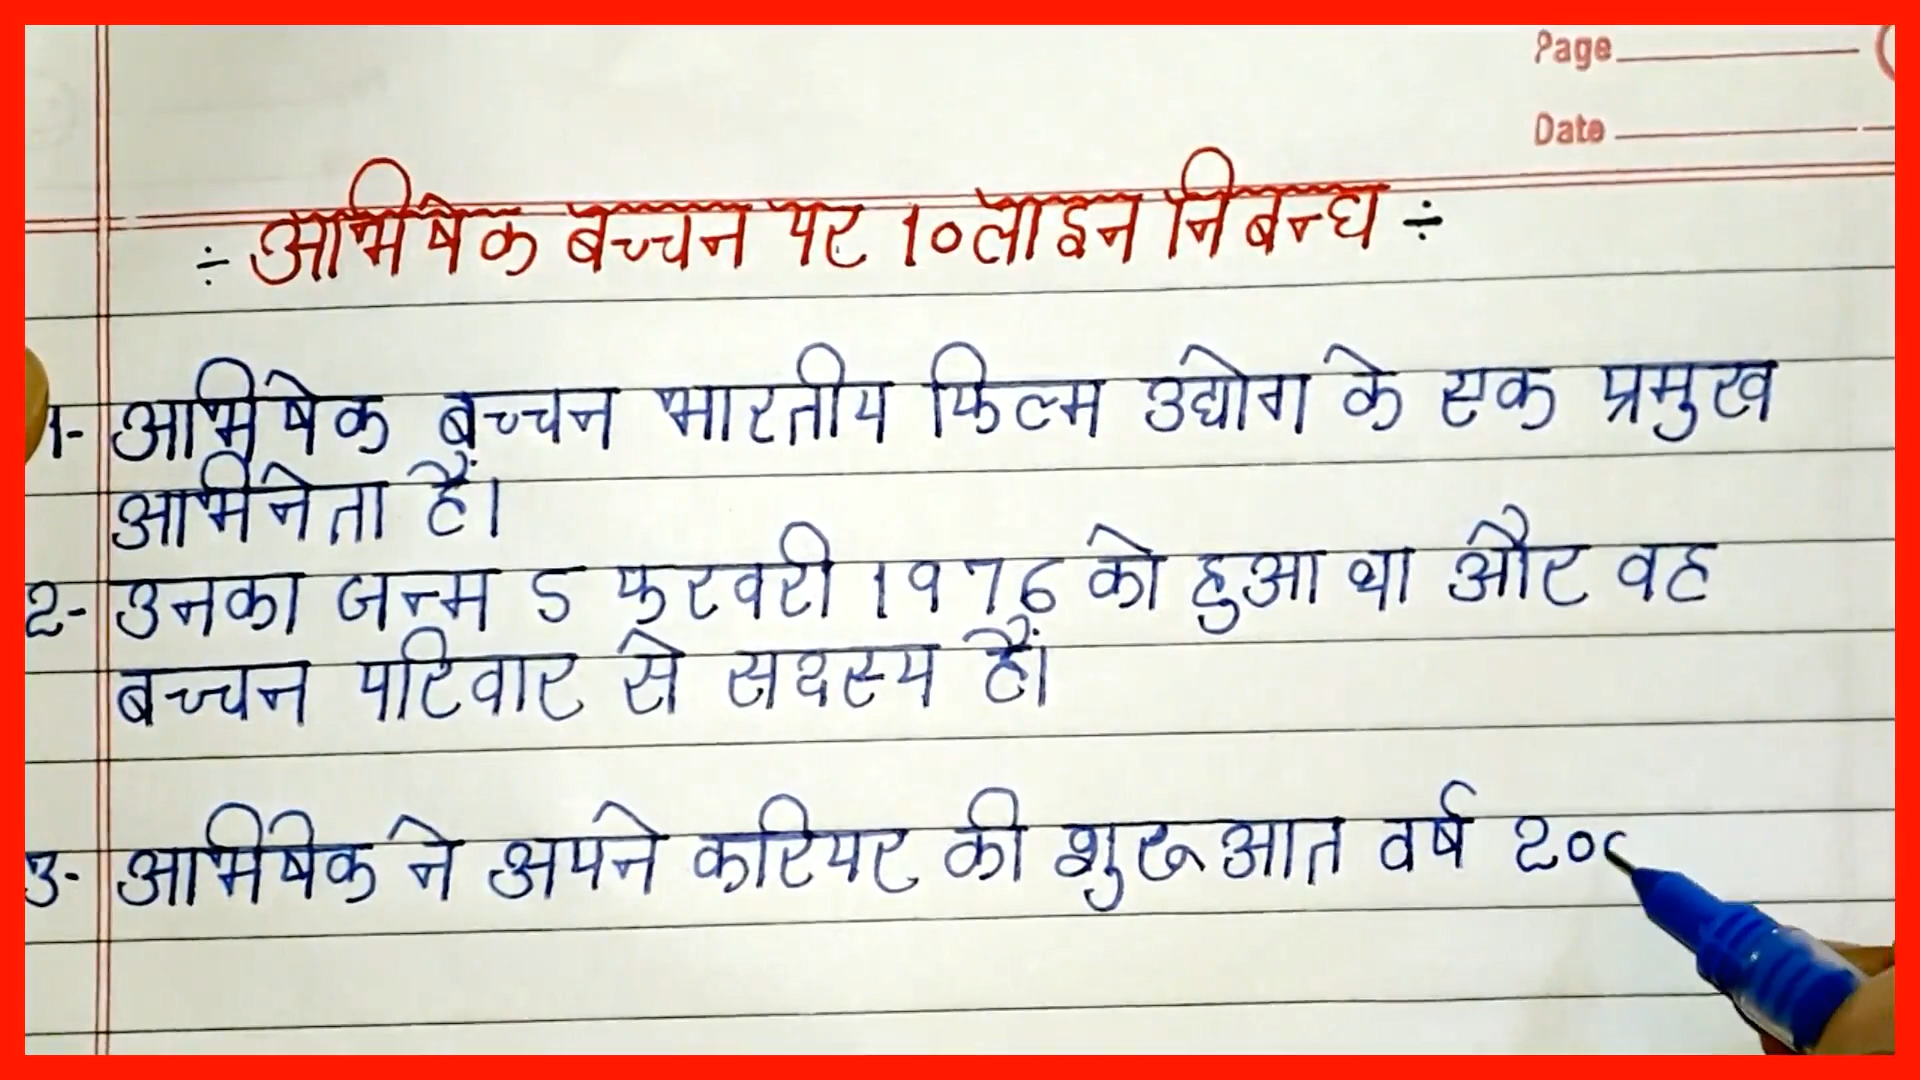 Page
Date
÷ अभिषेक बच्चन पर 10 लाइन निबन्ध ÷
1- अभिषेक बच्चन भारतीय फिल्म उद्योग के एक प्रमुख
अभिनेता हैं।
2- उनका जन्म 5 फरवरी 1976 को हुआ था और वह
बच्चन परिवार से सदस्य हैं।
3- अभिषेक ने अपने करियर की शुरूआत वर्ष 20